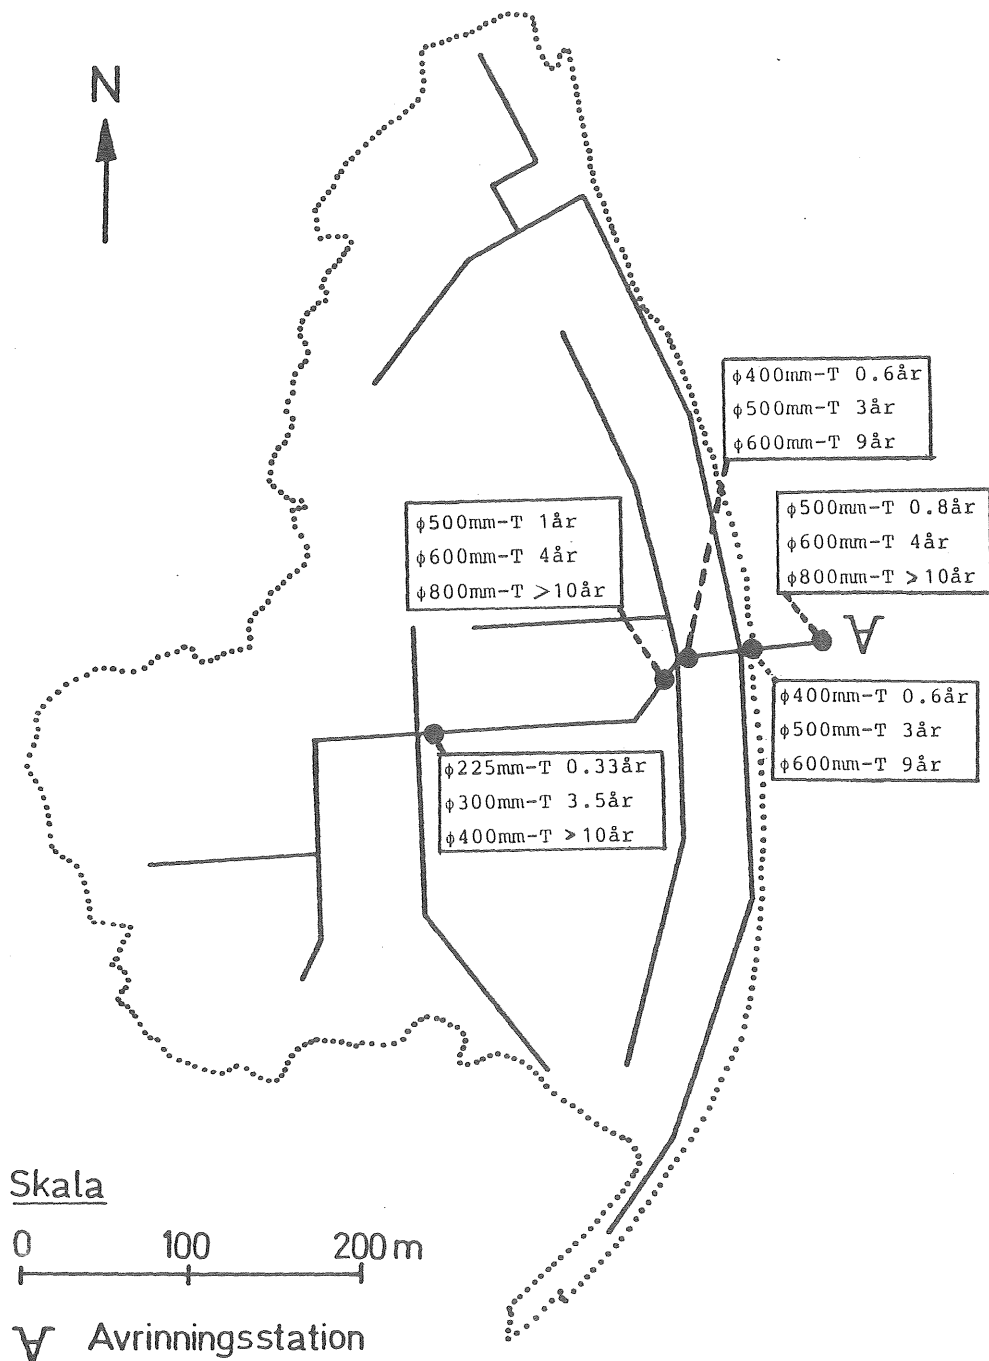 N
φ400mm-T 0.6år
φ500mm-T 3år
φ600mm-T 9år
φ500mm-T 0.8år
φ600mm-T 4år
φ800mm-T >10år
φ500mm-T 1år
φ600mm-T 4år
φ800mm-T >10år
φ400mm-T 0.6år
φ500mm-T 3år
φ600mm-T 9år
φ225mm-T 0.33år
φ300mm-T 3.5år
φ400mm-T >10år
Skala
0 100 200m
Avrinningsstation